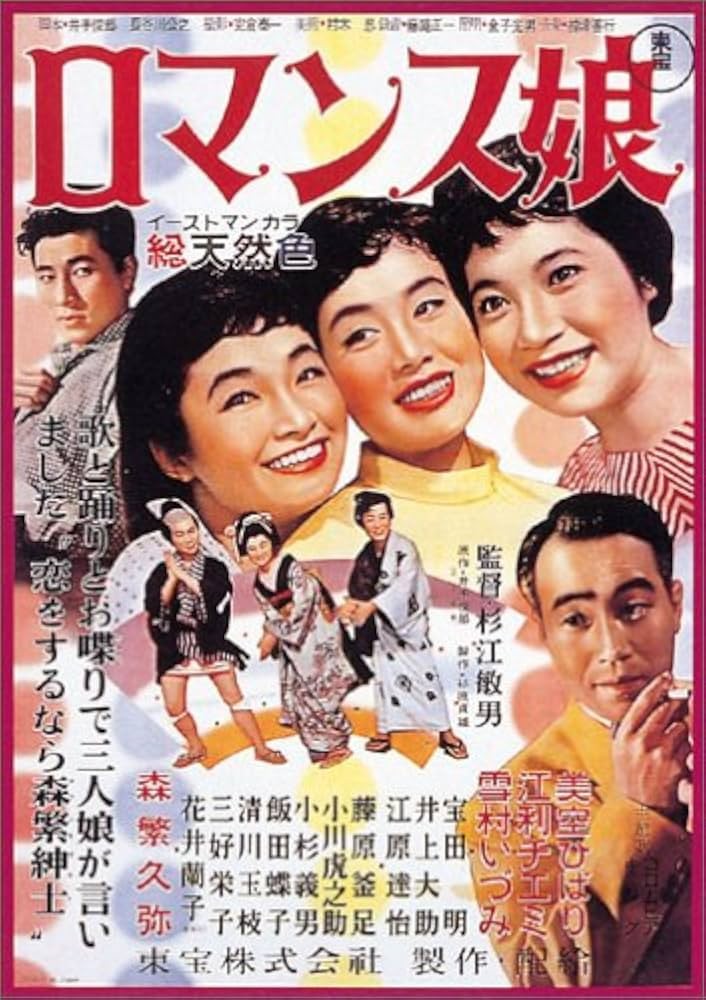 東宝
ロマンス娘
イーストマンカラー
総天然色
歌と踊りとお喋りで三人娘が言い
ました〝恋をするなら森繁紳士〟
監督・杉江敏男
美空ひばり
江利チエミ
雪村いづみ
宝田・明
井上大助
江原達怡
藤原・釜足
小川虎之助
小杉義男
飯田蝶子
清川玉枝
三好栄子
花井蘭子
森繁久弥
東宝株式会社 製作・配給